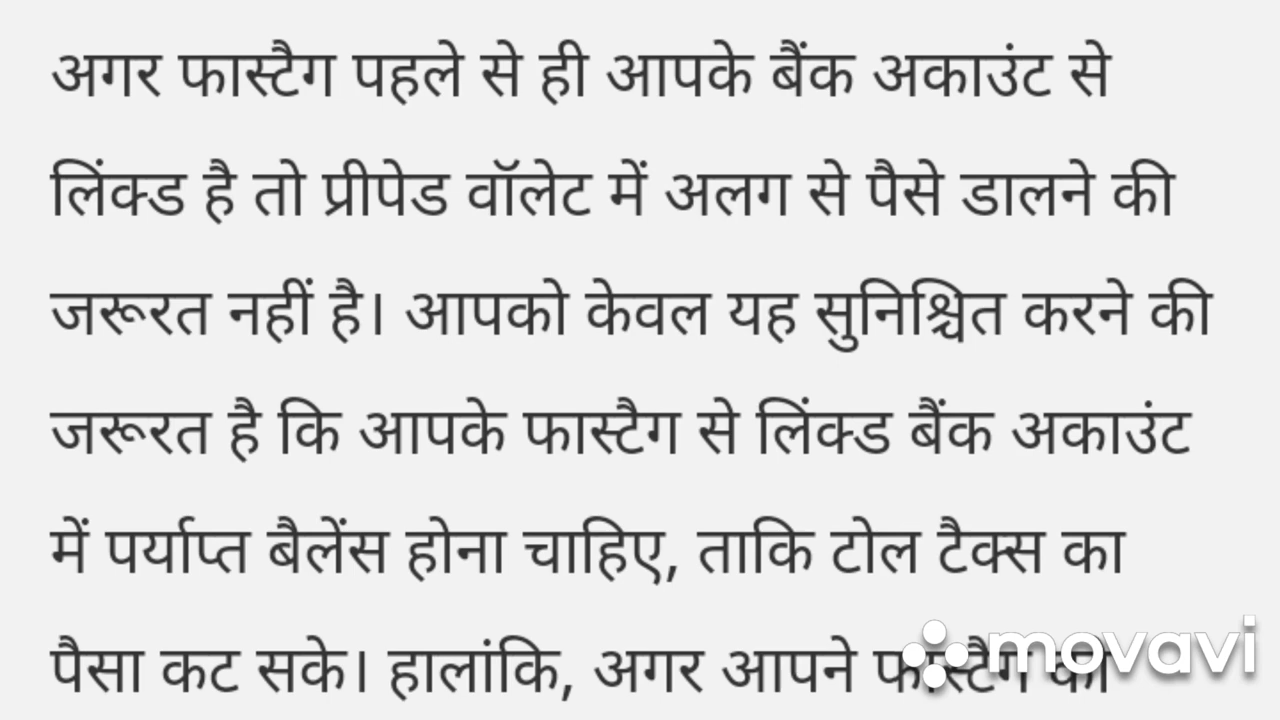 अगर फास्टैग पहले से ही आपके बैंक अकाउंट से
लिंक्ड है तो प्रीपेड वॉलेट में अलग से पैसे डालने की
जरूरत नहीं है। आपको केवल यह सुनिश्चित करने की
जरूरत है कि आपके फास्टैग से लिंक्ड बैंक अकाउंट
में पर्याप्त बैलेंस होना चाहिए, ताकि टोल टैक्स का
पैसा कट सके। हालांकि, अगर आपने फास्टैग को
movavi